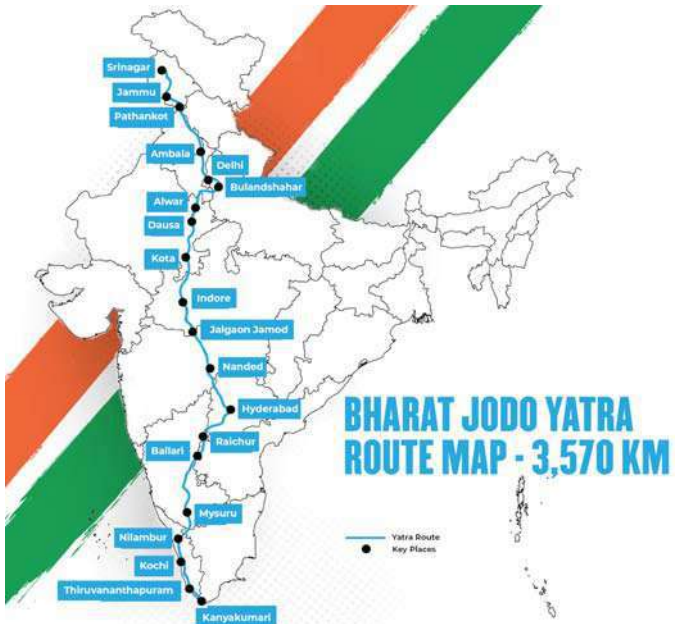 Srinagar
Jammu
Pathankot
Ambala
Delhi
Bulandshahar
Alwar
Dausa
Kota
Indore
Jalgaon Jamod
Nanded
Hyderabad
BHARAT JODO YATRA
ROUTE MAP - 3,570 KM
Raichur
Ballari
Mysuru
Nilambur
Yatra Route
Key Places
Kochi
Thiruvananthapuram
Kanyakumari